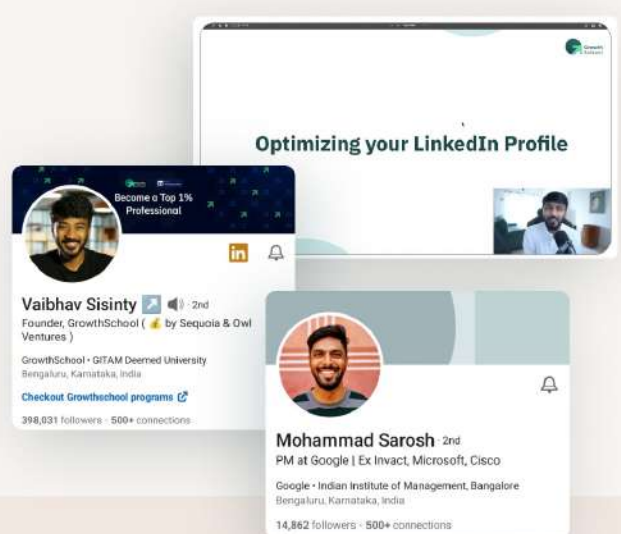 Growth School
Optimizing your LinkedIn Profile
Become a Top 1%
Professional
in
Vaibhav Sisinty ↗️ 🔊 · 2nd
Founder, GrowthSchool ( 💰 by Sequoia & Owl
Ventures )
GrowthSchool • GITAM Deemed University
Bengaluru, Karnataka, India
Checkout Growthschool programs
398,031 followers · 500+ connections
Mohammad Sarosh · 2nd
PM at Google | Ex Invact, Microsoft, Cisco
Google • Indian Institute of Management, Bangalore
Bengaluru, Karnataka, India
14,862 followers · 500+ connections